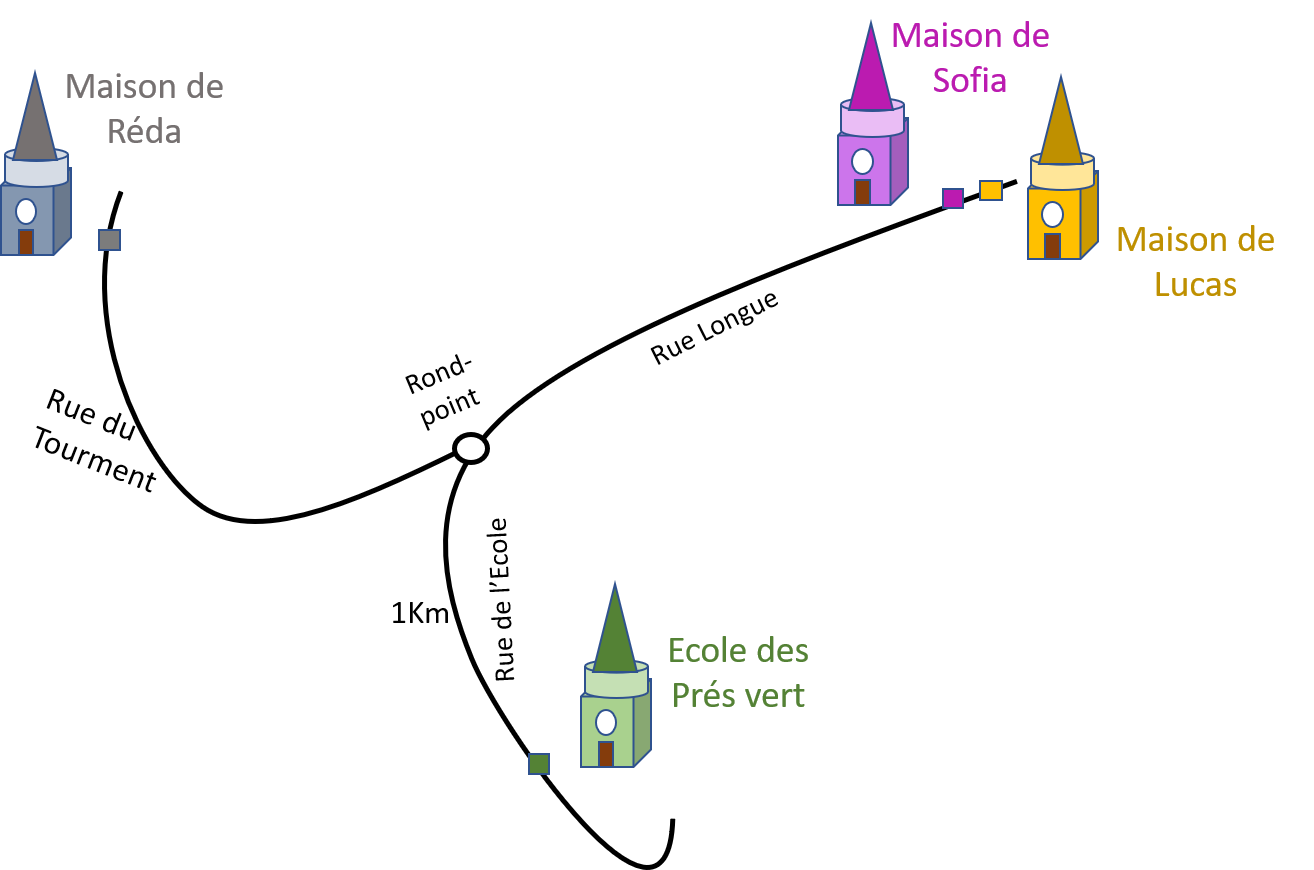 Maison de
Sofia
Maison de
Réda
Maison de
Lucas
Rue Longue
Rond-
point
Rue du
Tourment
Rue de l'Ecole
1Km
Ecole des
Prés vert